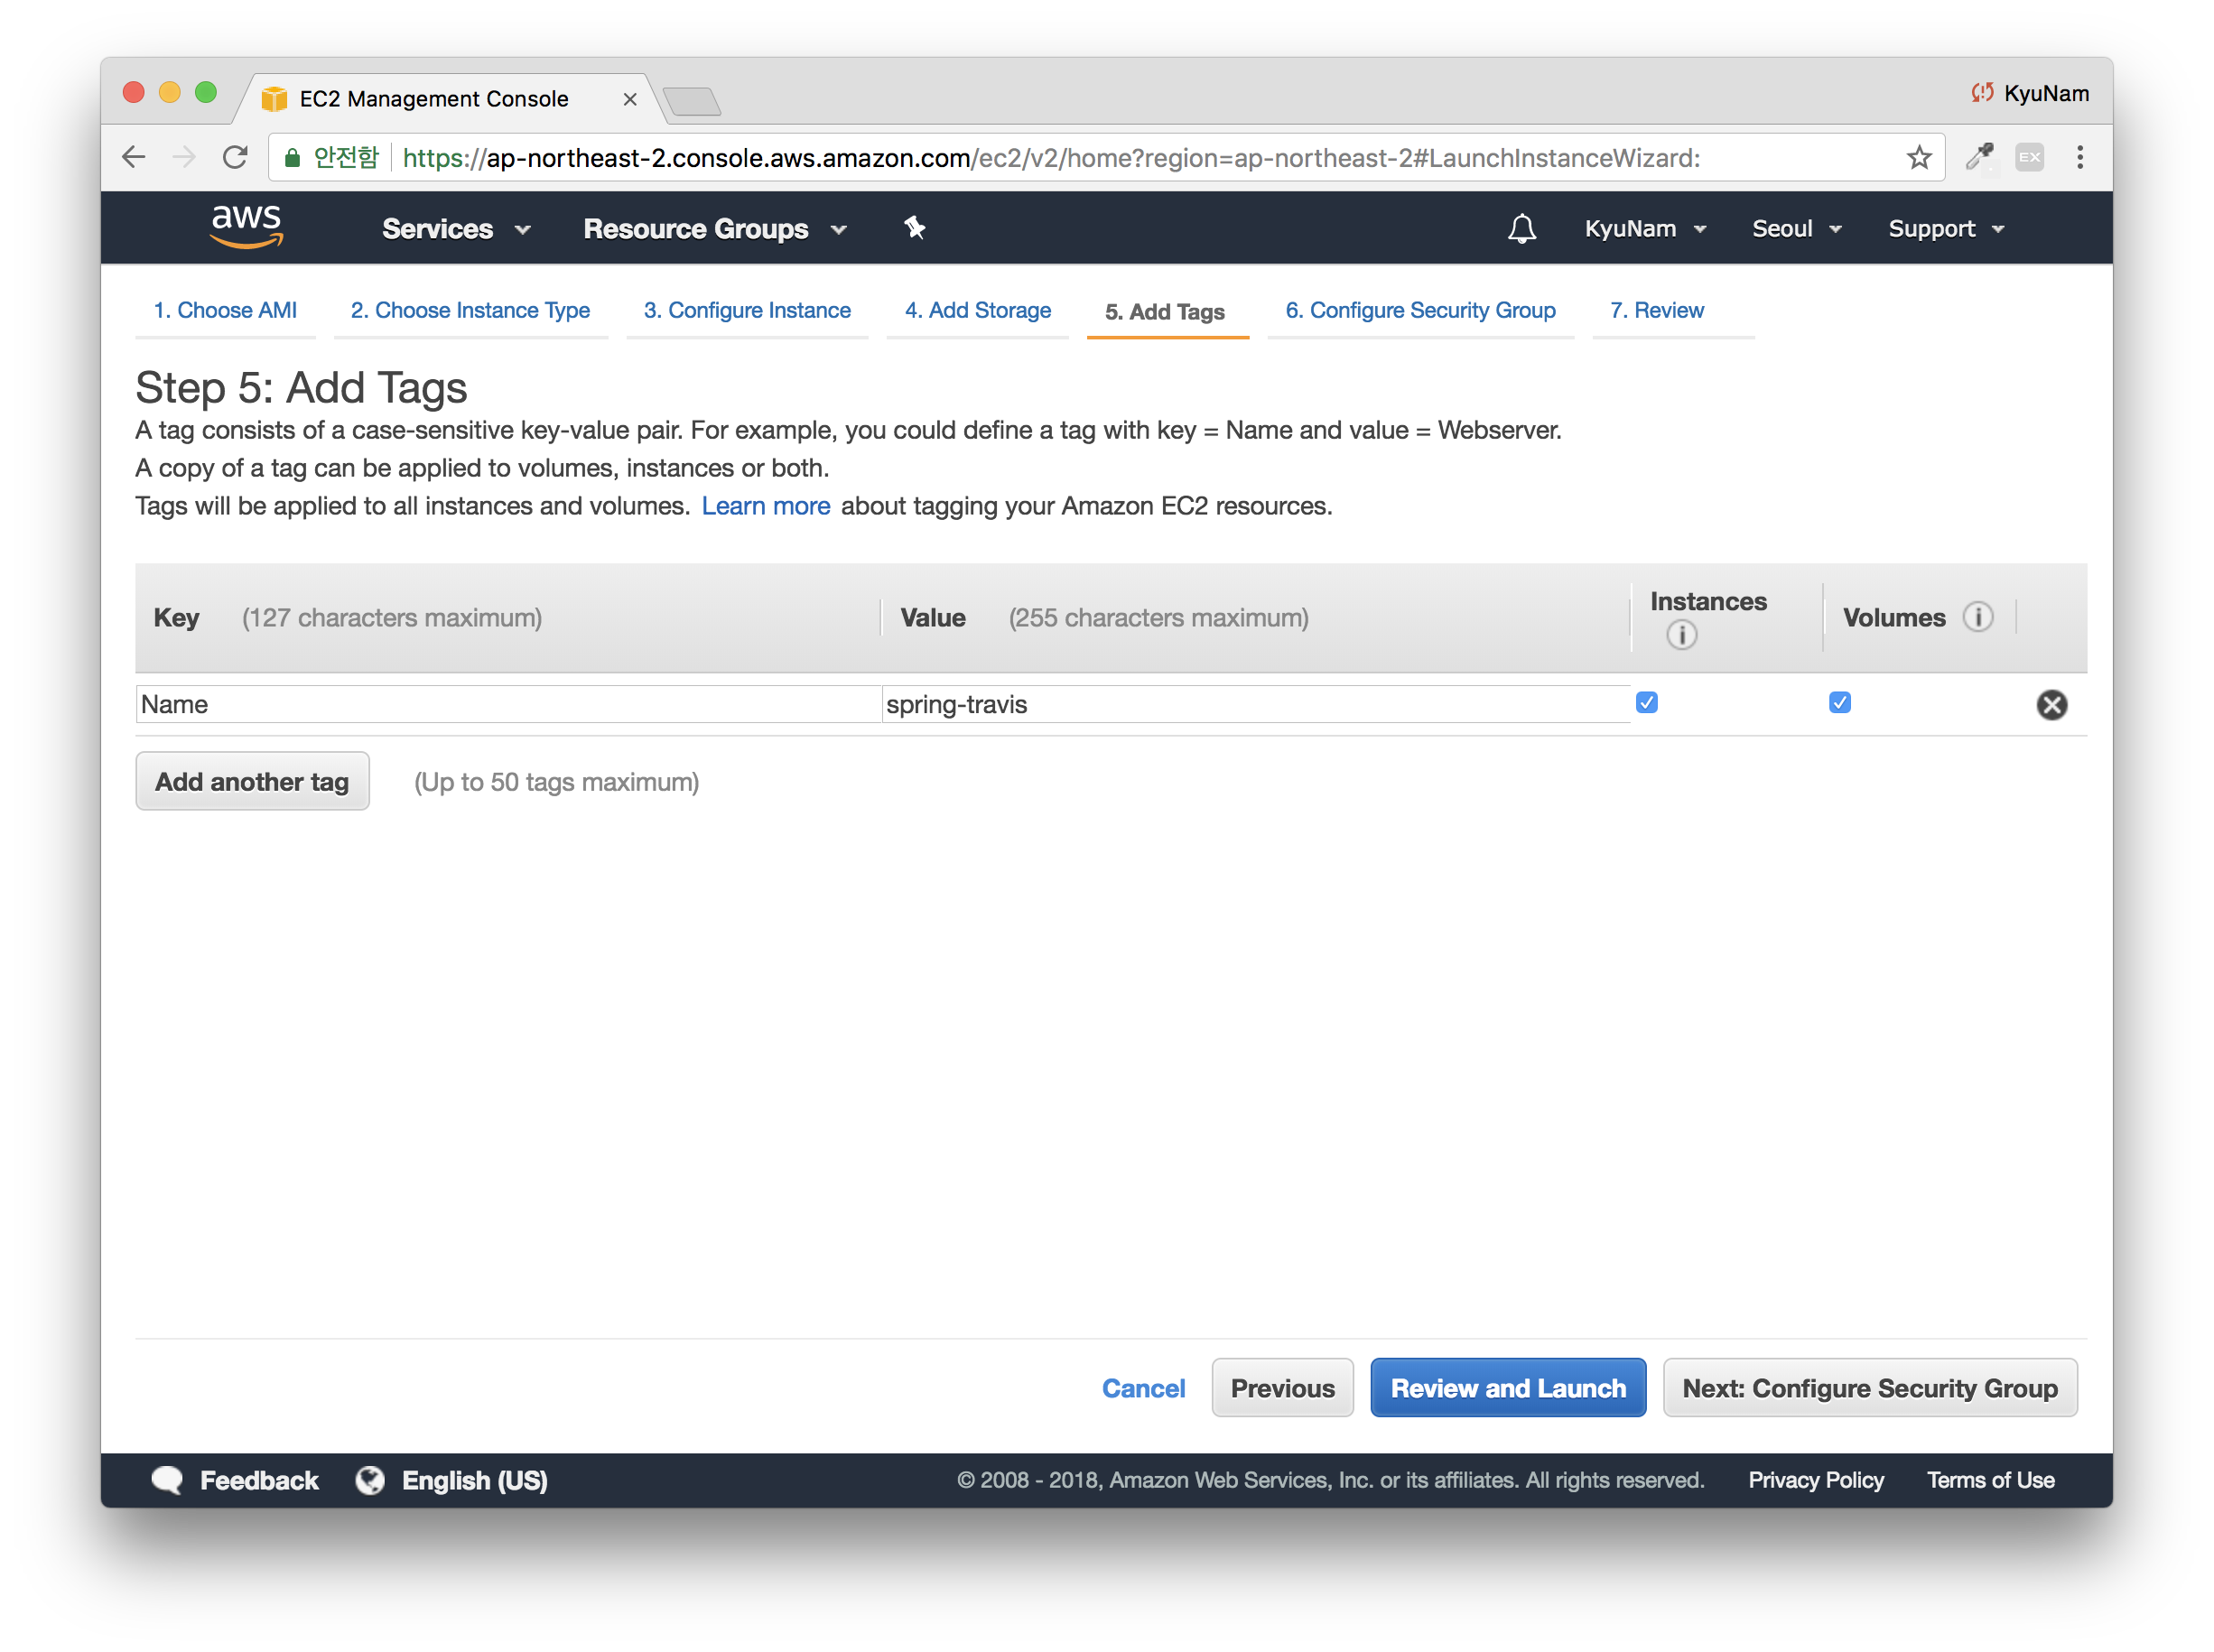 EC2 Management Console
KyuNam
안전함 https://ap-northeast-2.console.aws.amazon.com/ec2/v2/home?region=ap-northeast-2#LaunchInstanceWizard:
EX
aws Services Resource Groups KyuNam Seoul Support
1. Choose AMI 2. Choose Instance Type 3. Configure Instance 4. Add Storage 5. Add Tags 6. Configure Security Group 7. Review
Step 5: Add Tags
A tag consists of a case-sensitive key-value pair. For example, you could define a tag with key = Name and value = Webserver.
A copy of a tag can be applied to volumes, instances or both.
Tags will be applied to all instances and volumes. Learn more about tagging your Amazon EC2 resources.
Key (127 characters maximum) Value (255 characters maximum) Instances Volumes
Name spring-travis
Add another tag (Up to 50 tags maximum)
Cancel Previous Review and Launch Next: Configure Security Group
Feedback English (US) © 2008 - 2018, Amazon Web Services, Inc. or its affiliates. All rights reserved. Privacy Policy Terms of Use